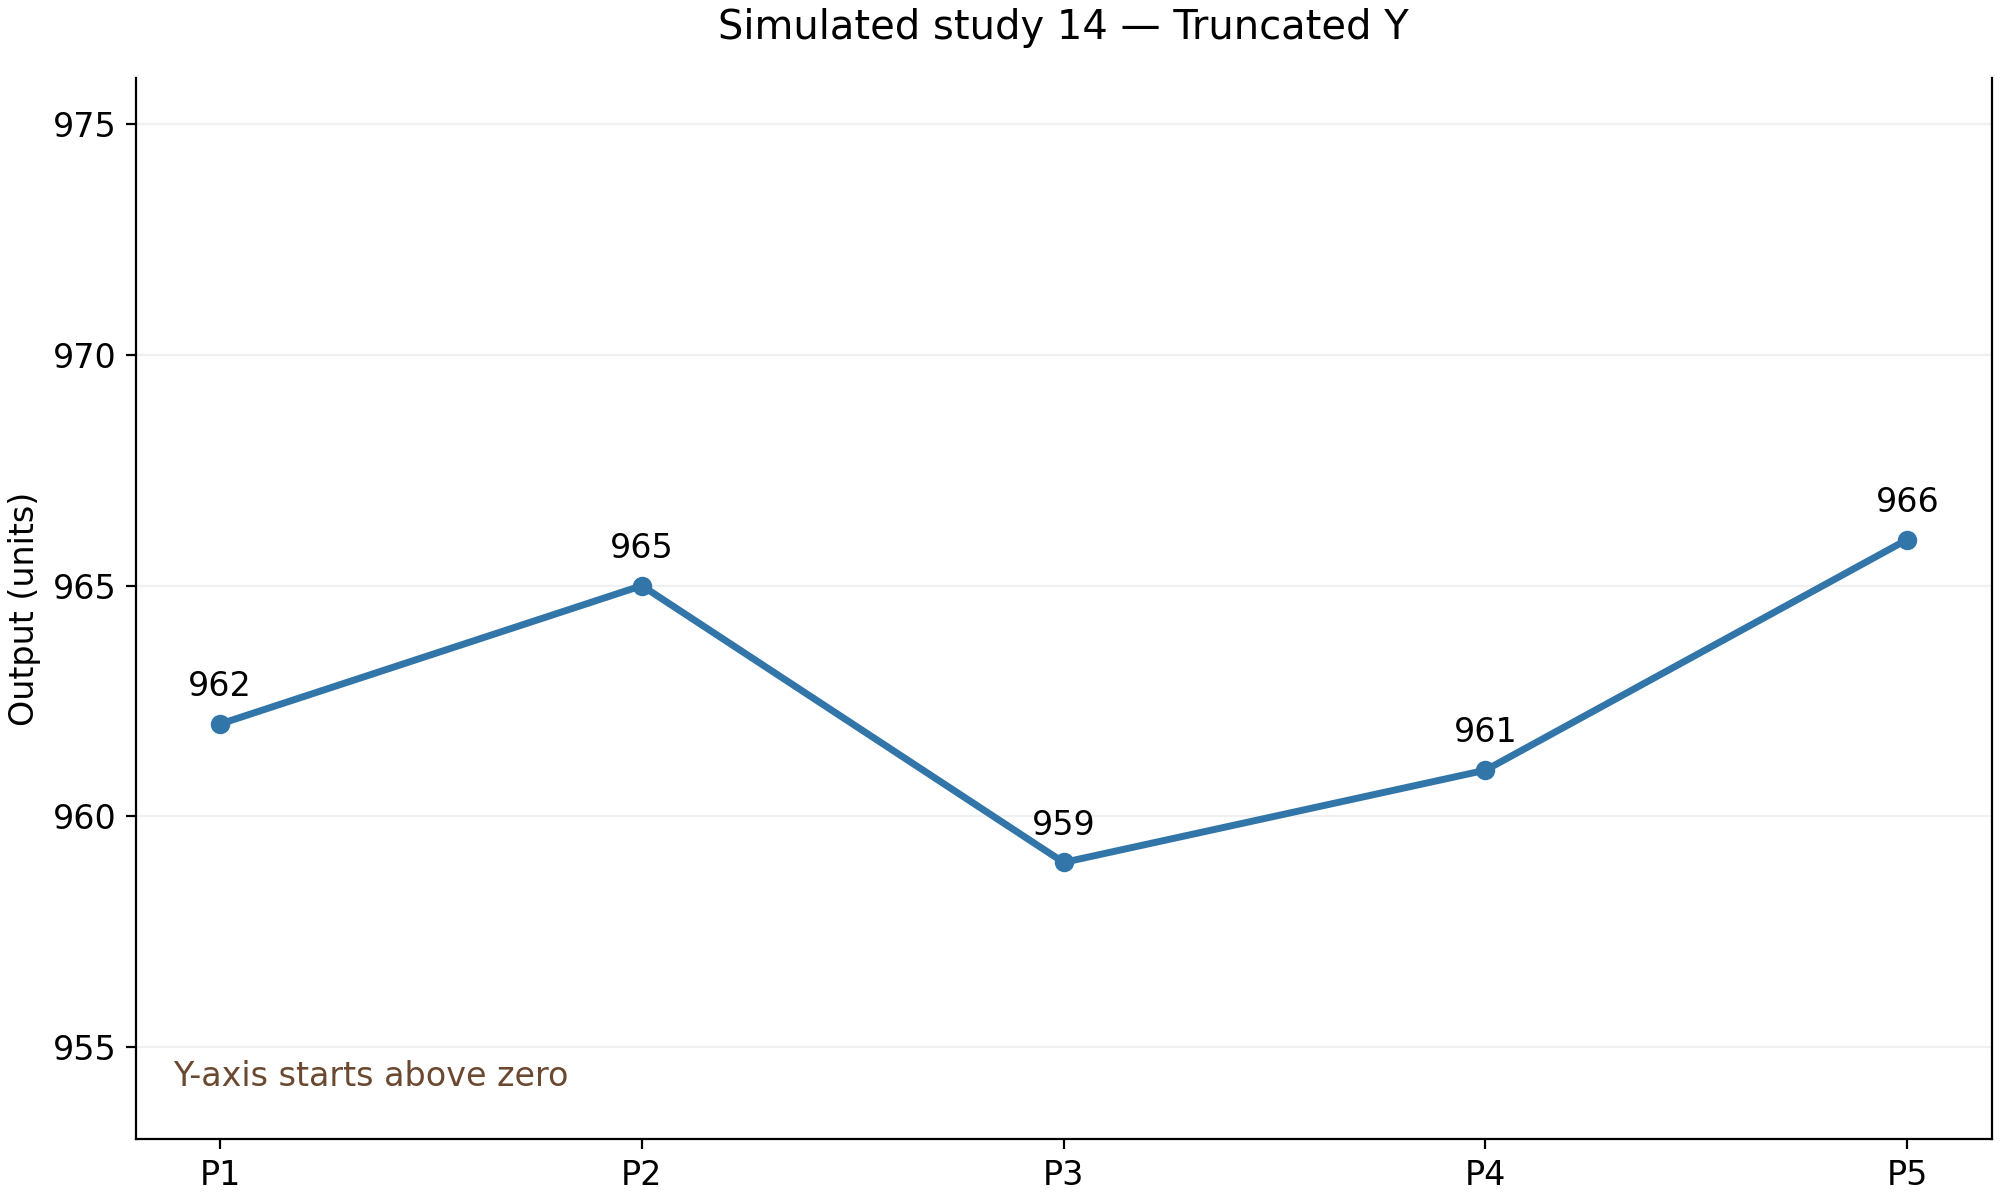 Simulated study 14 — Truncated Y
Output (units)
975
970
965
960
955
962
965
959
961
966
Y-axis starts above zero
P1 P2 P3 P4 P5